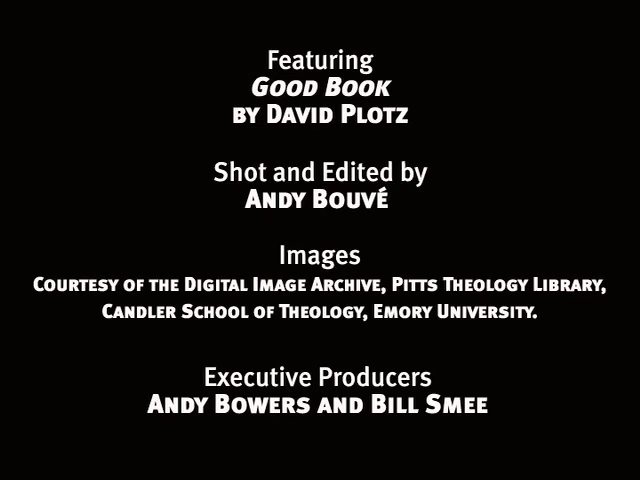 Featuring
GOOD BOOK
BY DAVID PLOTZ
Shot and Edited by
ANDY BOUVÉ
Images
COURTESY OF THE DIGITAL IMAGE ARCHIVE, PITTS THEOLOGY LIBRARY,
CANDLER SCHOOL OF THEOLOGY, EMORY UNIVERSITY.
Executive Producers
ANDY BOWERS AND BILL SMEE